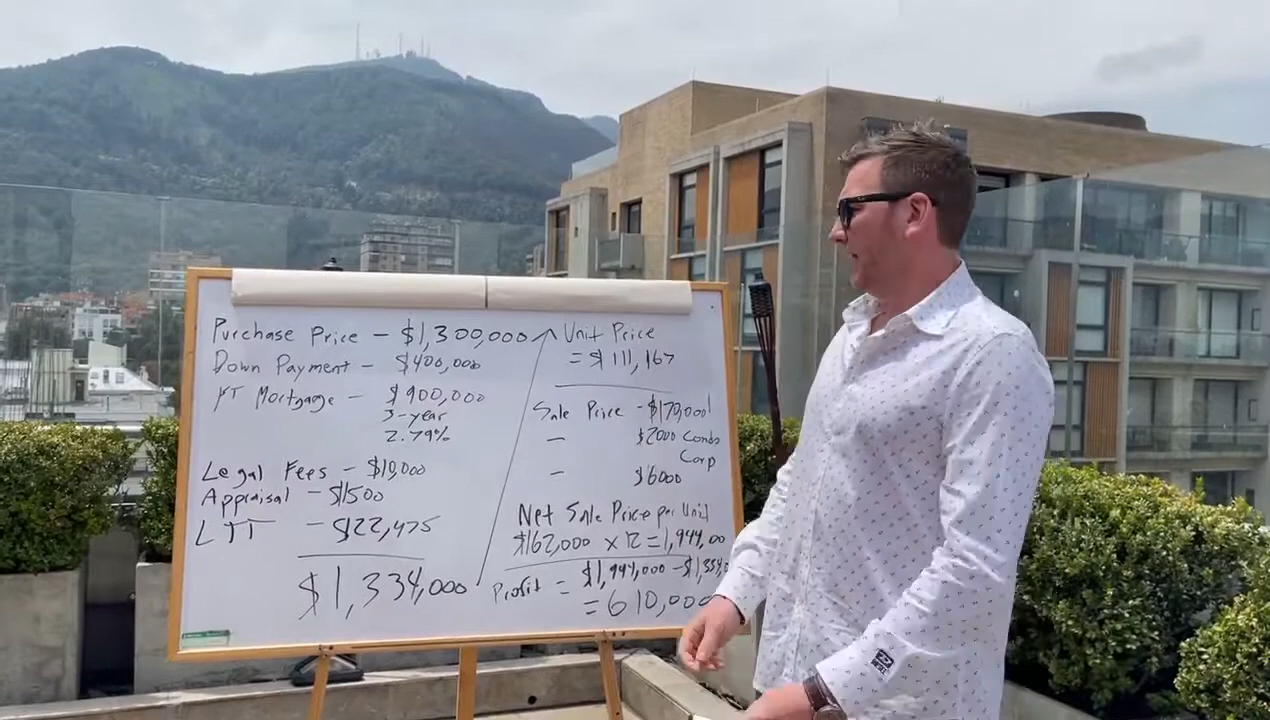 Purchase Price - $1,300,000
Down Payment - $400,000
VT Mortgage - $900,000
3-year
2.79%
Legal Fees - $10,000
Appraisal - $1500
LTT - $22,475
$1,334,000
Unit Price
= $111,167
Sale Price - $170,000
- $2000 Condo
Corp
- $6000
Net Sale Price per Unit
$162,000 x 12 = 1,944,00
Profit = $1,944,000 - $1,334,0
= 610,000